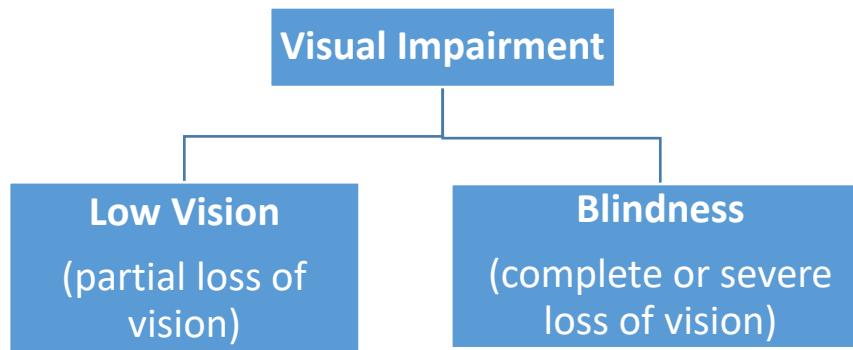 Visual Impairment
Low Vision
(partial loss of
vision)
Blindness
(complete or severe
loss of vision)